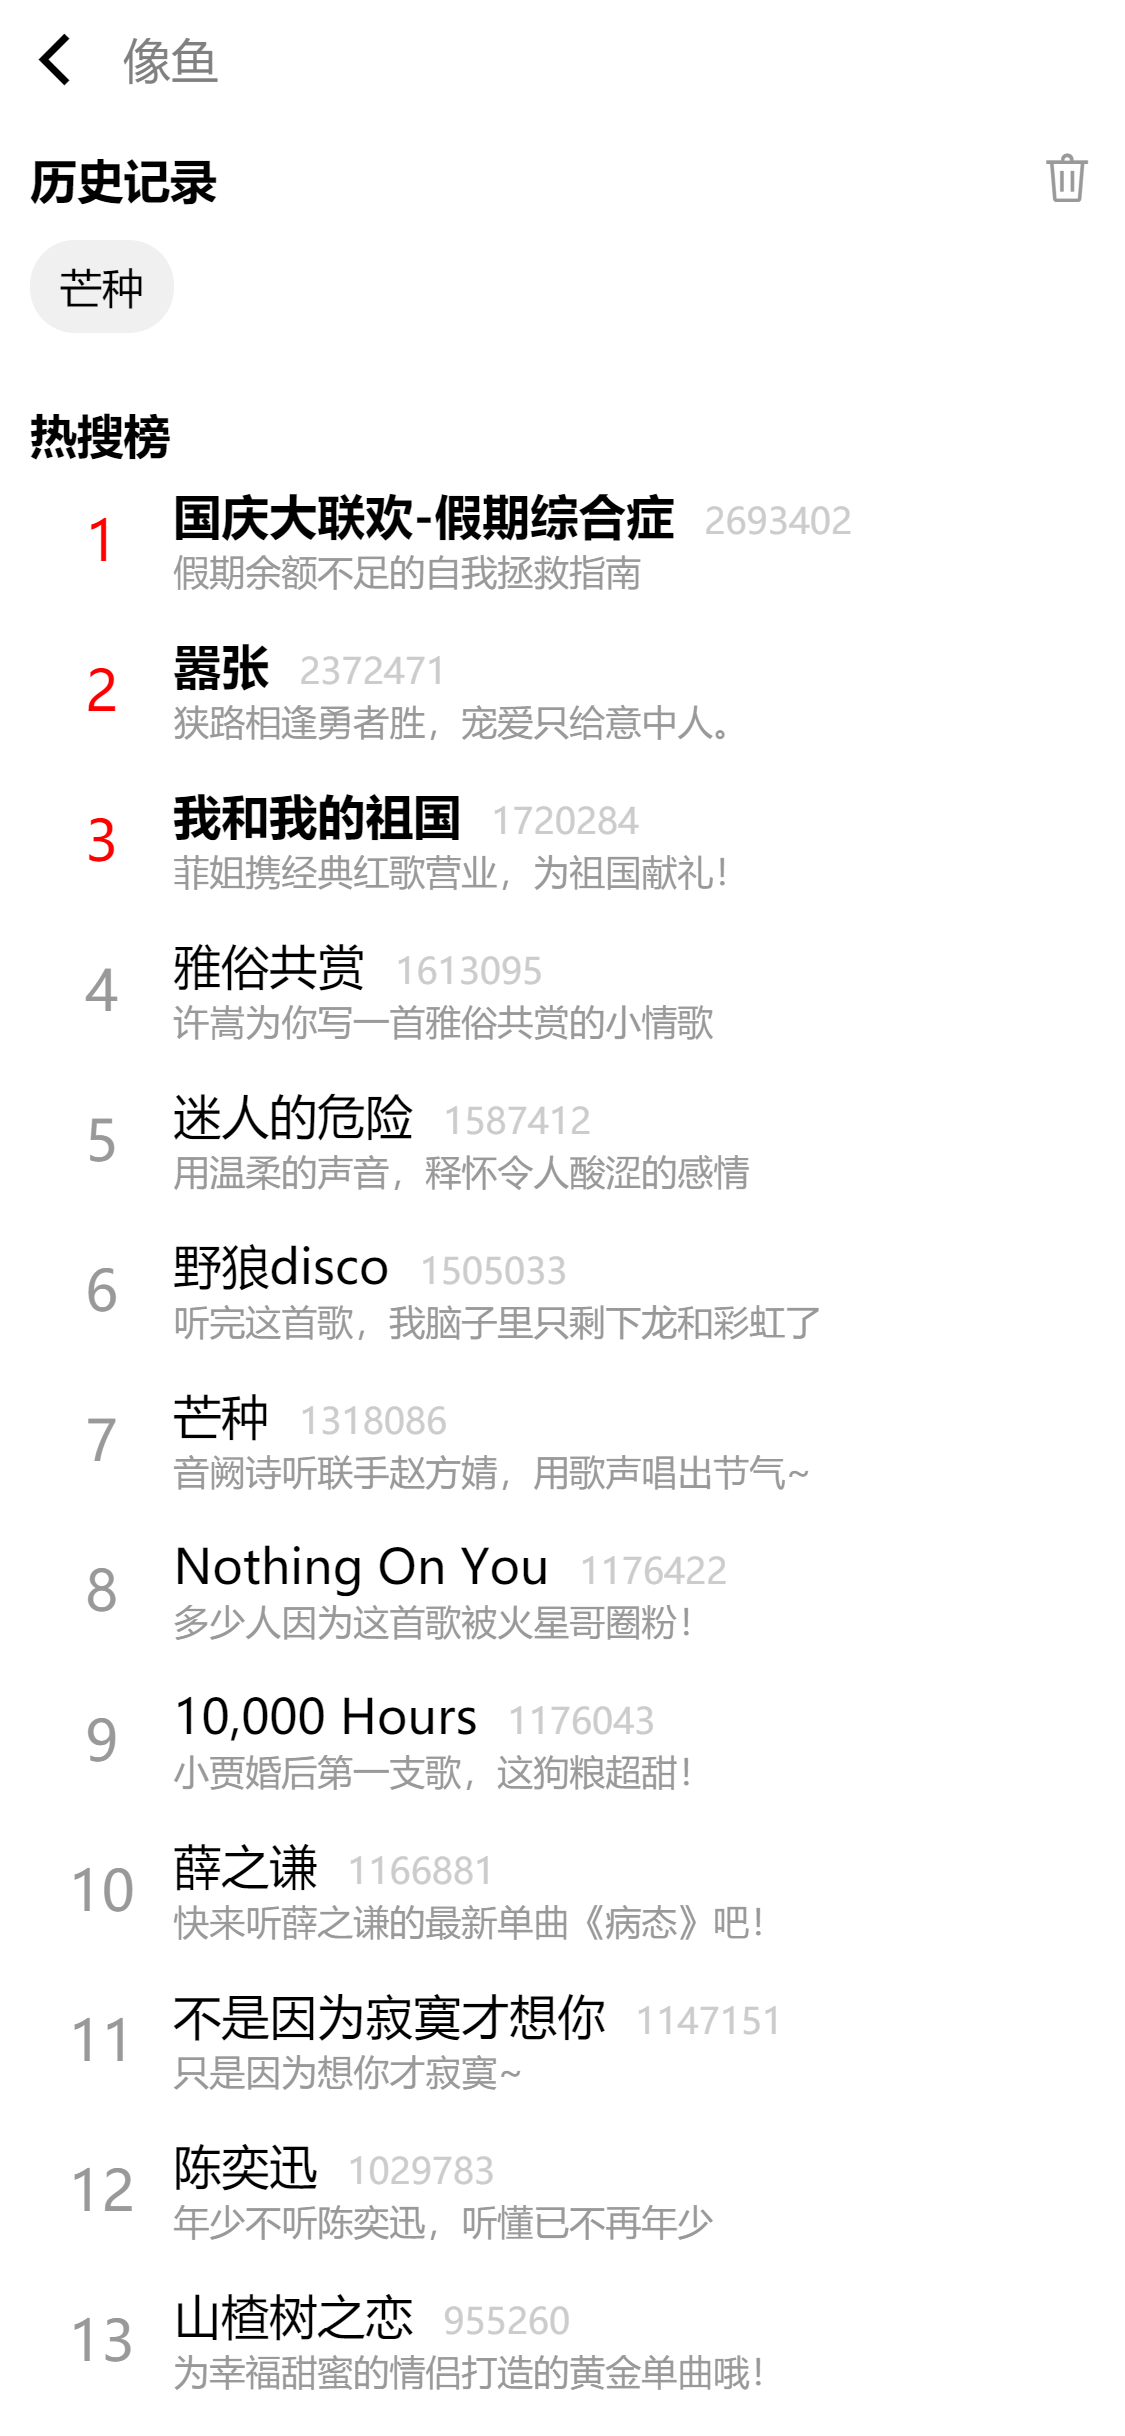 像鱼
历史记录
芒种
热搜榜
1 国庆大联欢-假期综合症 2693402
假期余额不足的自我拯救指南
2 嚣张 2372471
狭路相逢勇者胜，宠爱只给意中人。
3 我和我的祖国 1720284
菲姐携经典红歌营业，为祖国献礼！
4 雅俗共赏 1613095
许嵩为你写一首雅俗共赏的小情歌
5 迷人的危险 1587412
用温柔的声音，释怀令人酸涩的感情
6 野狼disco 1505033
听完这首歌，我脑子里只剩下龙和彩虹了
7 芒种 1318086
音阙诗听联手赵方婧，用歌声唱出节气~
8 Nothing On You 1176422
多少人因为这首歌被火星哥圈粉！
9 10,000 Hours 1176043
小贾婚后第一支歌，这狗粮超甜！
10 薛之谦 1166881
快来听薛之谦的最新单曲《病态》吧！
11 不是因为寂寞才想你 1147151
只是因为想你才寂寞~
12 陈奕迅 1029783
年少不听陈奕迅，听懂已不再年少
13 山楂树之恋 955260
为幸福甜蜜的情侣打造的黄金单曲哦！